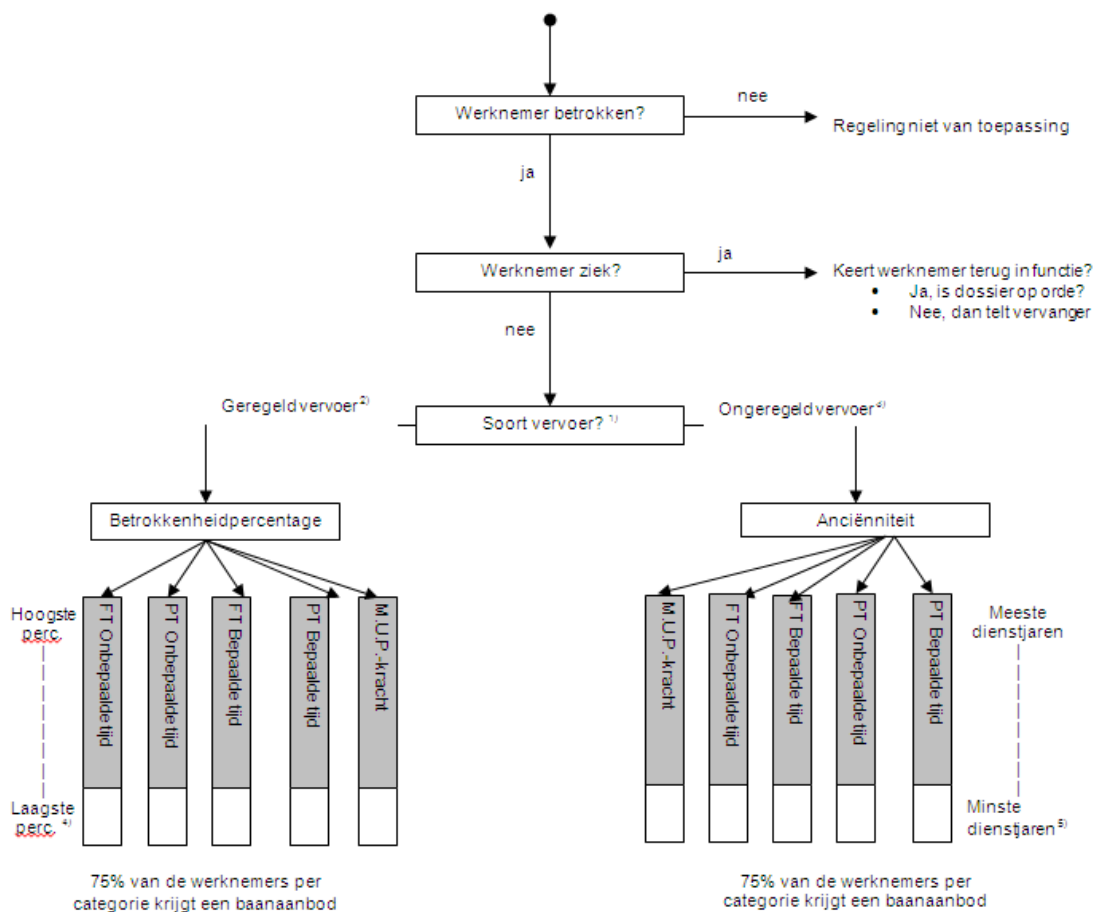 nee
Werknemer betrokken?
Regeling niet van toepassing
ja
ja
Werknemer ziek?
Keert werknemer terug in functie?
• Ja, is dossier op orde?
• Nee, dan telt vervanger
nee
Geregeld vervoer 2)
Soort vervoer? 1)
Ongeregeld vervoer
Betrokkenheidpercentage
Anciënniteit
Hoogste
perc.
FT Onbepaalde tijd
PT Onbepaalde tijd
FT Bepaalde tijd
PT Bepaalde tijd
M.U.P.-kracht
Laagste
perc. 4)
M.U.P.-kracht
FT Onbepaalde tijd
FT Bepaalde tijd
PT Onbepaalde tijd
PT Bepaalde tijd
Meeste
dienstjaren
Minste
dienstjaren 5)
75% van de werknemers per
categorie krijgt een baanaanbod
75% van de werknemers per
categorie krijgt een baanaanbod